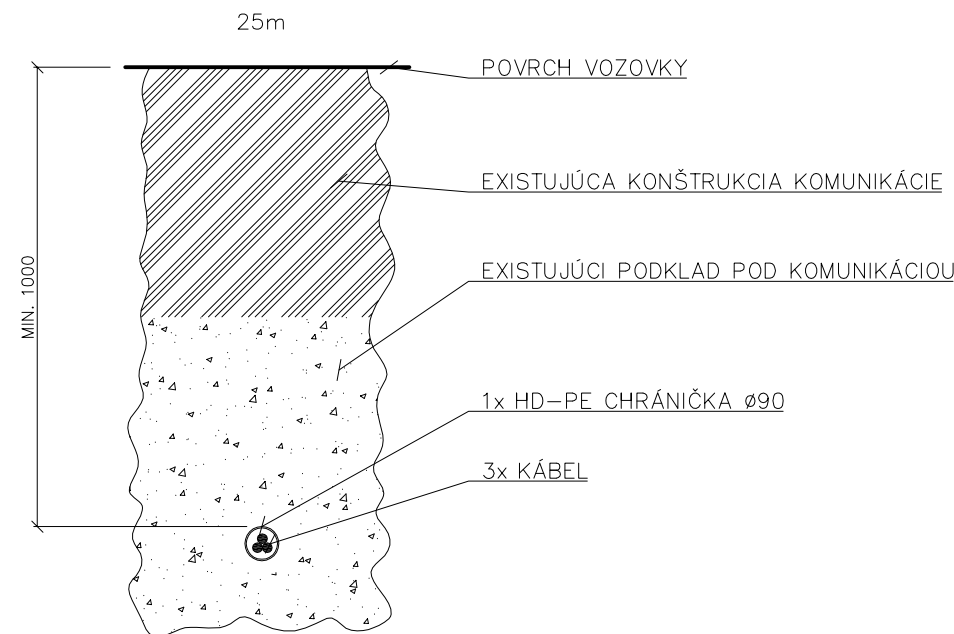 25m
POVRCH VOZOVKY
EXISTUJÚCA KONŠTRUKCIA KOMUNIKÁCIE
EXISTUJÚCI PODKLAD POD KOMUNIKÁCIOU
MIN. 1000
1x HD-PE CHRÁNIČKA Ø90
3x KÁBEL